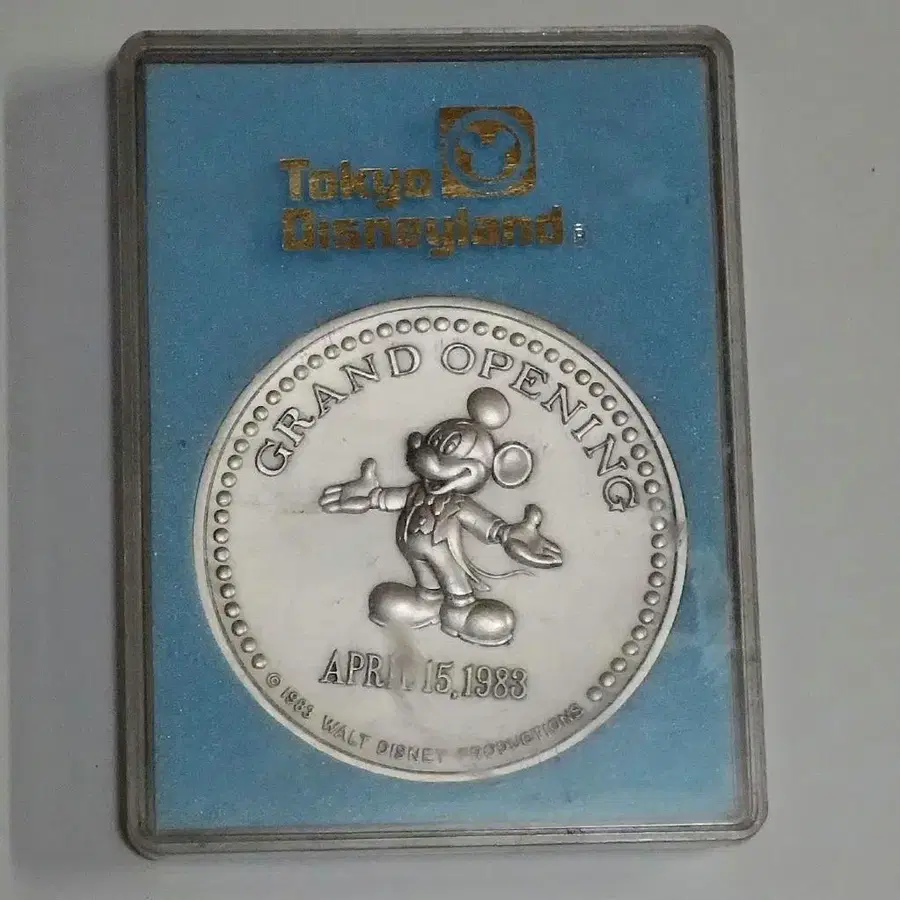 Tokyo
Disneyland
GRAND OPENING
APRIL 15, 1983
© 1983 WALT DISNEY PRODUCTIONS